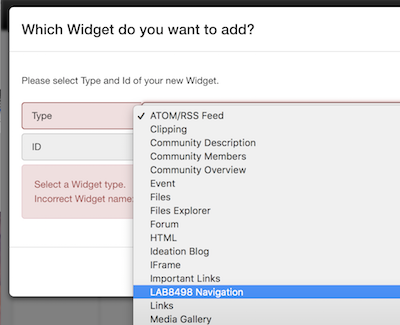 Which Widget do you want to add?
Please select Type and Id of your new Widget.
Type
ID
Select a Widget type.
Incorrect Widget name:
ATOM/RSS Feed
Clipping
Community Description
Community Members
Community Overview
Event
Files
Files Explorer
Forum
HTML
Ideation Blog
IFrame
Important Links
LAB8498 Navigation
Links
Media Gallery